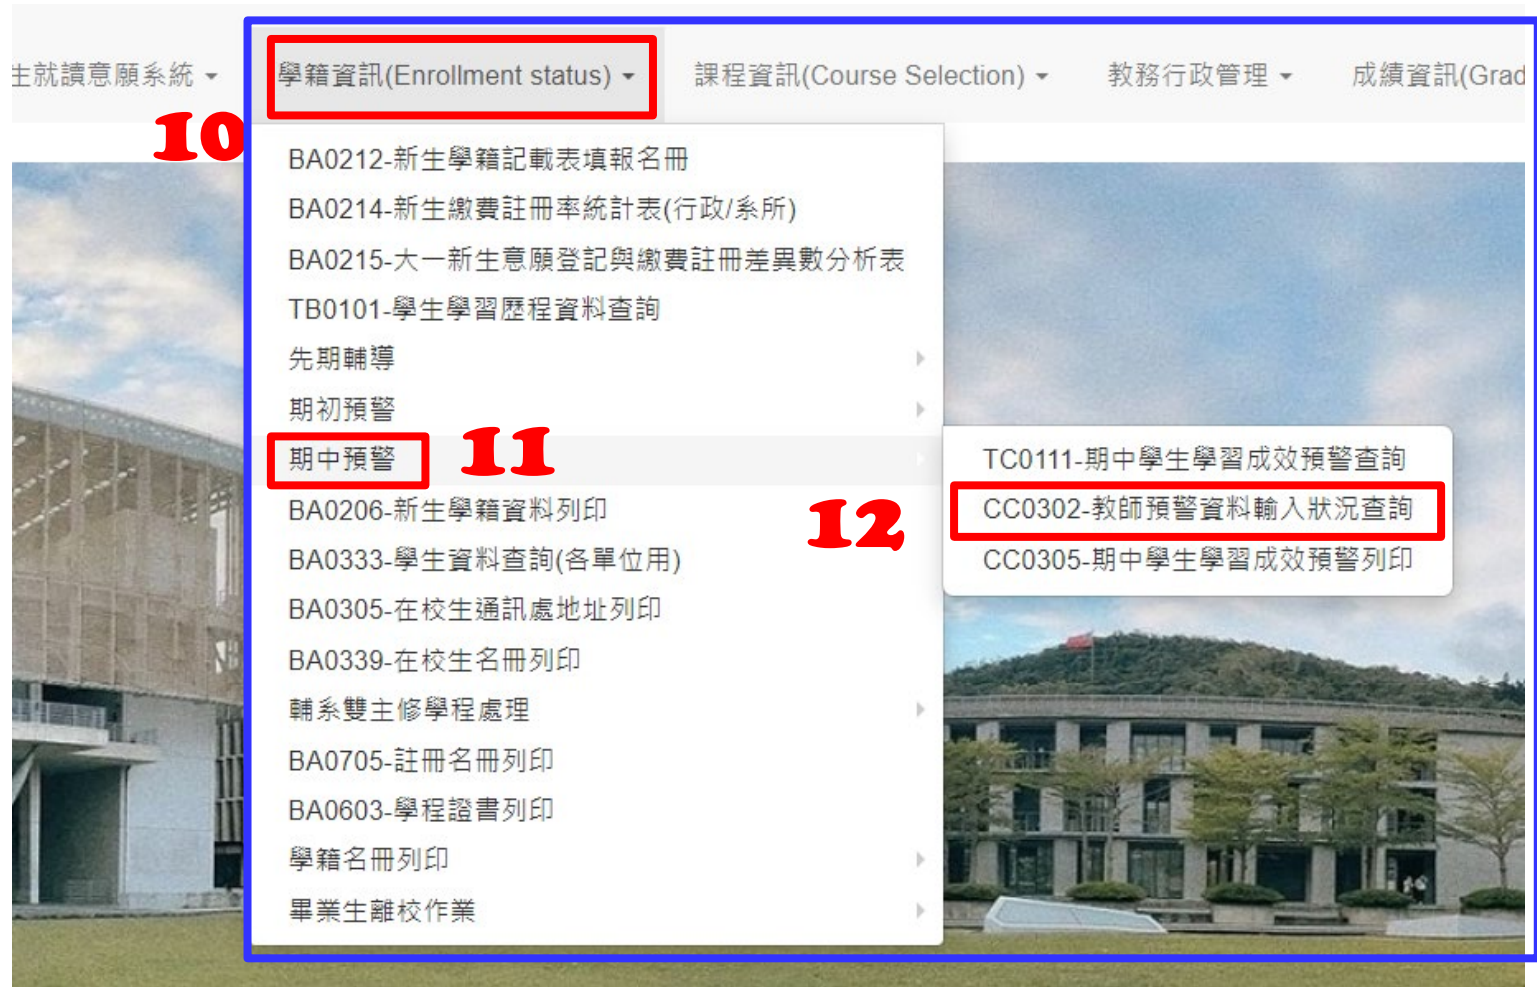 生就讀意願系統 學籍資訊(Enrollment status) 課程資訊(Course Selection) 教務行政管理 成績資訊(Grad
10
BA0212-新生學籍記載表填報名冊
BA0214-新生繳費註冊率統計表(行政/系所)
BA0215-大一新生意願登記與繳費註冊差異數分析表
TB0101-學生學習歷程資料查詢
先期輔導
期初預警
期中預警
11
TC0111-期中學生學習成效預警查詢
12
CC0302-教師預警資料輸入狀況查詢
CC0305-期中學生學習成效預警列印
BA0206-新生學籍資料列印
BA0333-學生資料查詢(各單位用)
BA0305-在校生通訊處地址列印
BA0339-在校生名冊列印
輔系雙主修學程處理
BA0705-註冊名冊列印
BA0603-學程證書列印
學籍名冊列印
畢業生離校作業